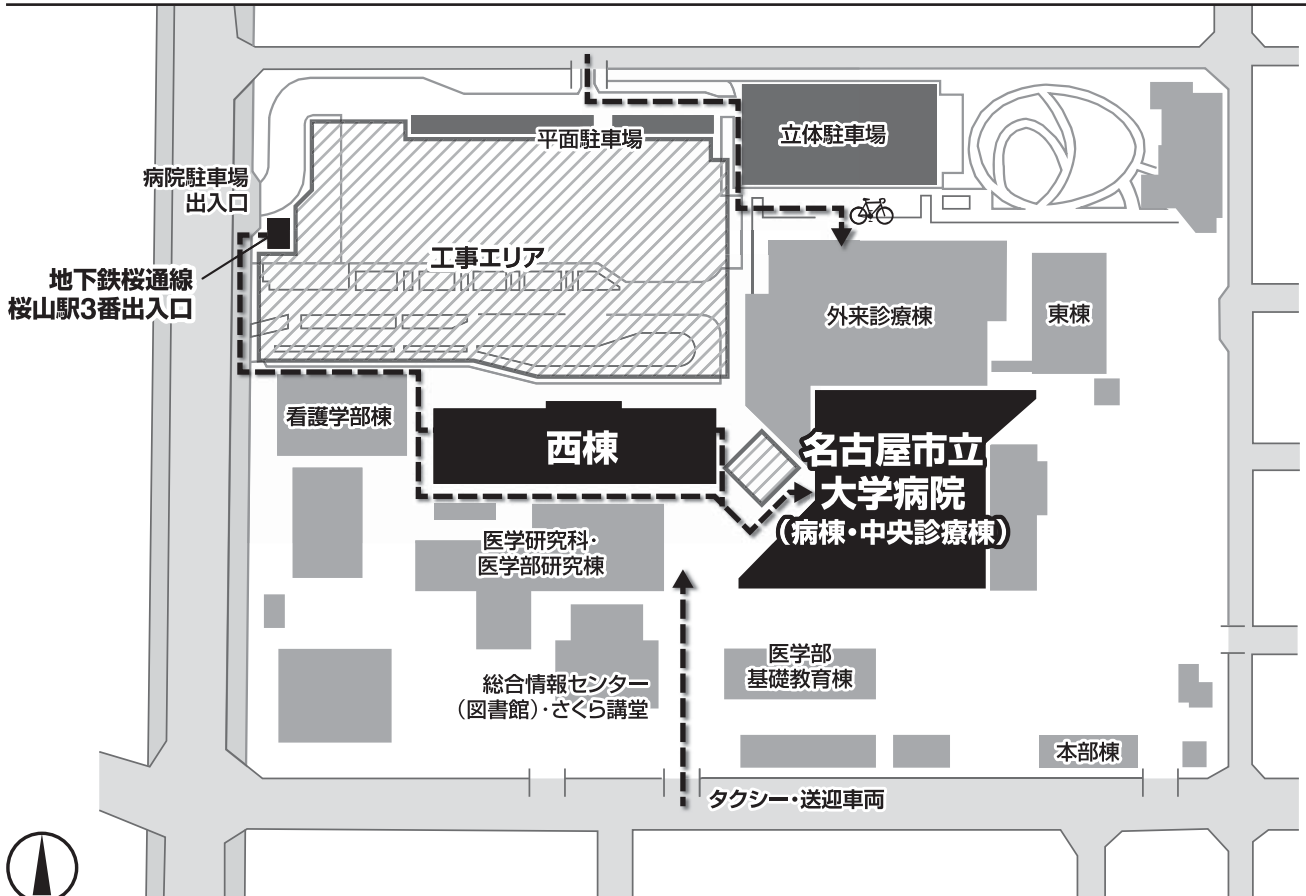 平面駐車場
立体駐車場
病院駐車場
出入口
地下鉄桜通線
桜山駅3番出入口
工事エリア
外来診療棟
東棟
看護学部棟
西棟
名古屋市立
大学病院
（病棟・中央診療棟）
医学研究科・
医学部研究棟
総合情報センター
（図書館）・さくら講堂
医学部
基礎教育棟
本部棟
タクシー・送迎車両